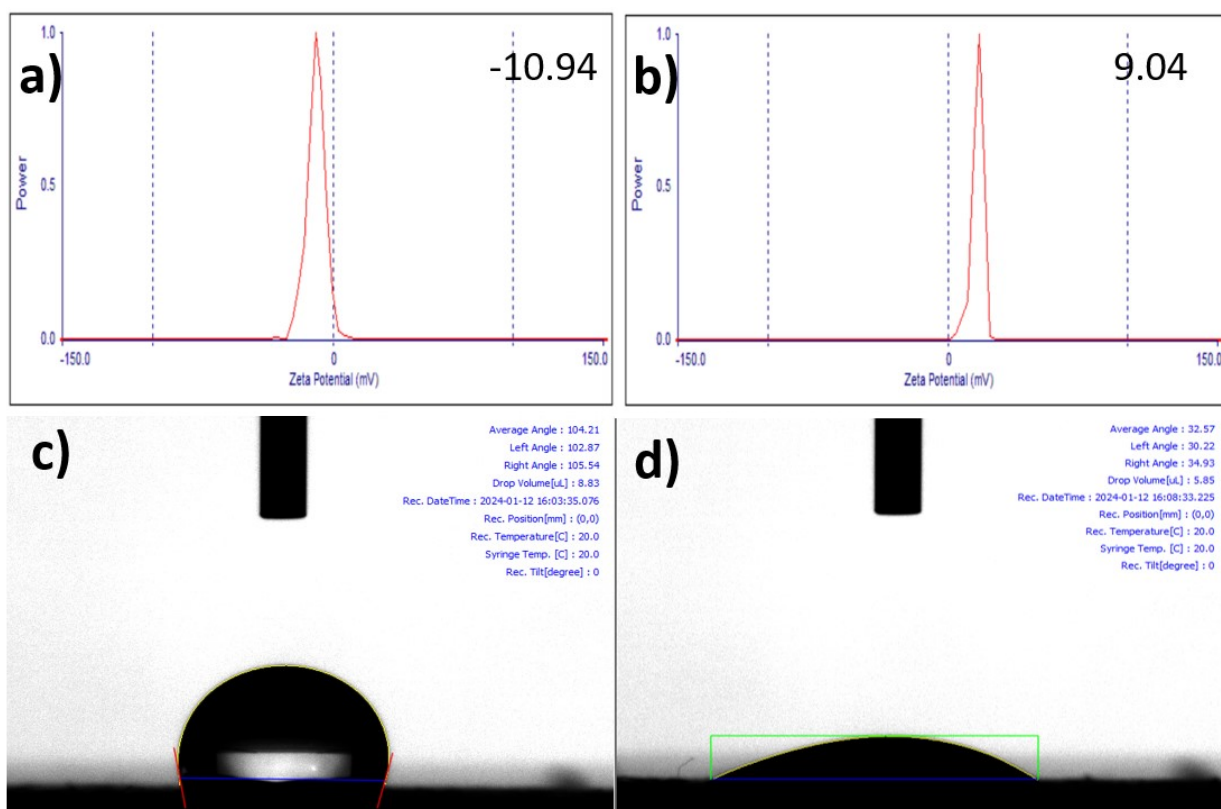 a)
-10.94
1.0
0.5
0.0
Power
-150.0
0
150.0
Zeta Potential (mV)
b)
9.04
1.0
0.5
0.0
Power
-150.0
0
150.0
Zeta Potential (mV)
c)
Average Angle : 104.21
Left Angle : 102.87
Right Angle : 105.54
Drop Volume[uL] : 8.83
Rec. DateTime : 2024-01-12 16:03:35.076
Rec. Position[mm] : (0,0)
Rec. Temperature[C] : 20.0
Syringe Temp. [C] : 20.0
Rec. Tilt[degree] : 0
d)
Average Angle : 32.57
Left Angle : 30.22
Right Angle : 34.93
Drop Volume[uL] : 5.85
Rec. DateTime : 2024-01-12 16:08:33.225
Rec. Position[mm] : (0,0)
Rec. Temperature[C] : 20.0
Syringe Temp. [C] : 20.0
Rec. Tilt[degree] : 0